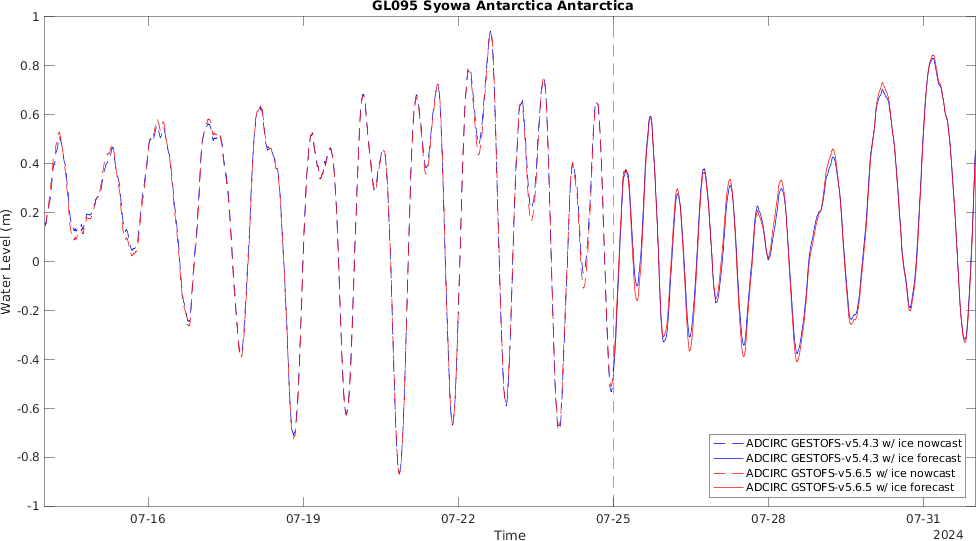 GL095 Syowa Antarctica Antarctica
1
0.8
0.6
0.4
0.2
0
-0.2
-0.4
-0.6
-0.8
-1
Water Level (m)
ADCIRC GESTOFS-v5.4.3 w/ ice nowcast
ADCIRC GESTOFS-v5.4.3 w/ ice forecast
ADCIRC GSTOFS-v5.6.5 w/ ice nowcast
ADCIRC GSTOFS-v5.6.5 w/ ice forecast
07-16 07-19 07-22 07-25 07-28 07-31
Time 2024